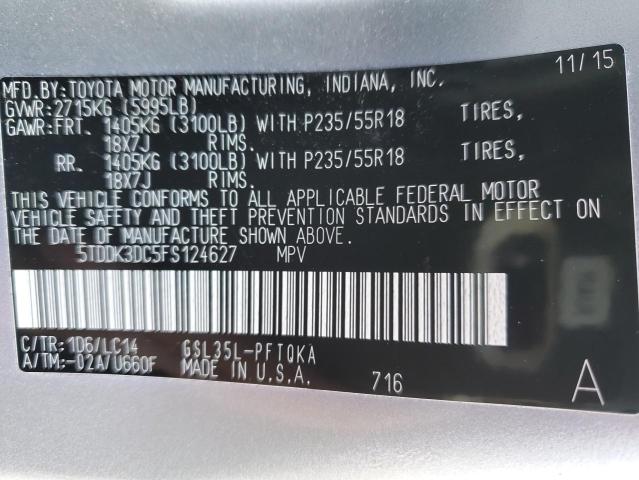 MFD.BY:TOYOTA MOTOR MANUFACTURING, INDIANA, INC. 11/15
GVWR:2715KG (5995LB)
GAWR:FRT. 1405KG (3100LB) WITH P235/55R18 TIRES,
18X7J RIMS.
RR. 1405KG (3100LB) WITH P235/55R18 TIRES,
18X7J RIMS.
THIS VEHICLE CONFORMS TO ALL APPLICABLE FEDERAL MOTOR
VEHICLE SAFETY AND THEFT PREVENTION STANDARDS IN EFFECT ON
THE DATE OF MANUFACTURE SHOWN ABOVE.
5TDDK3DC5FS124627 MPV
C/TR:1D6/LC14 GSL35L-PFTQKA
A/TM:-02A/U660F MADE IN U.S.A. 716 A